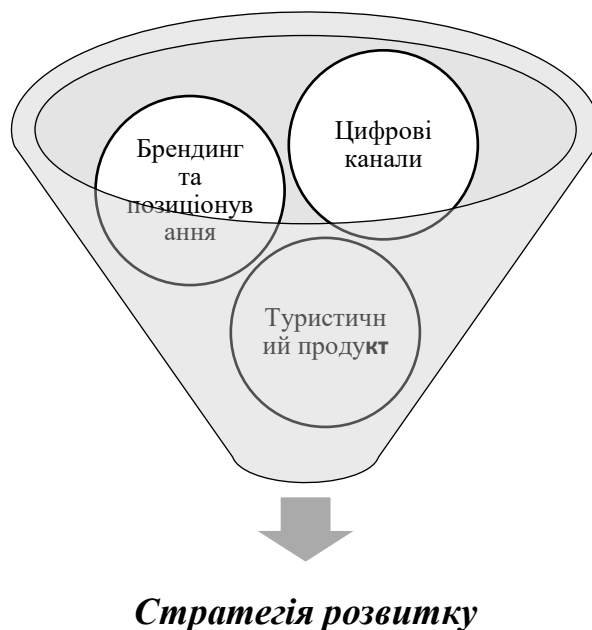 Брендинг
та
позиціонув
ання
Цифрові
канали
Туристичн
ий продукт
Стратегія розвитку